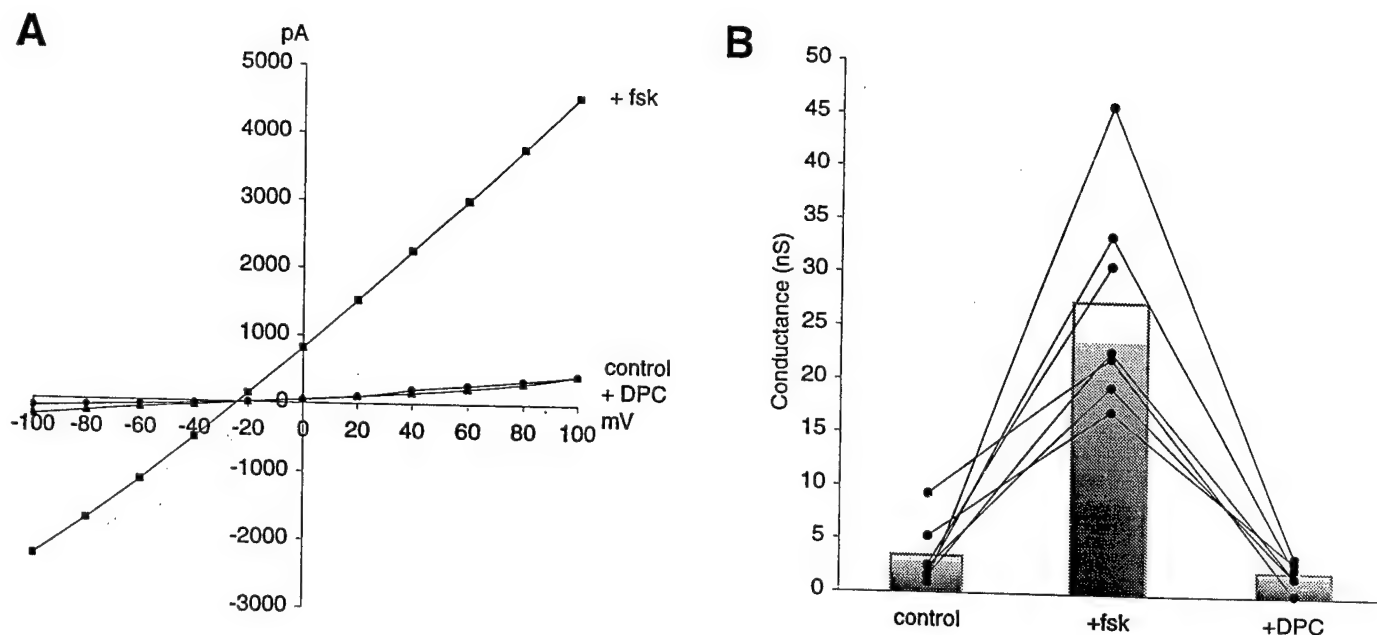 A
pA
5000
4000
3000
2000
1000
0
-1000
-2000
-3000
-100 -80 -60 -40 -20 0 20 40 60 80 100 mV
+ fsk
control
+ DPC
B
Conductance (nS)
50
45
40
35
30
25
20
15
10
5
0
control +fsk +DPC